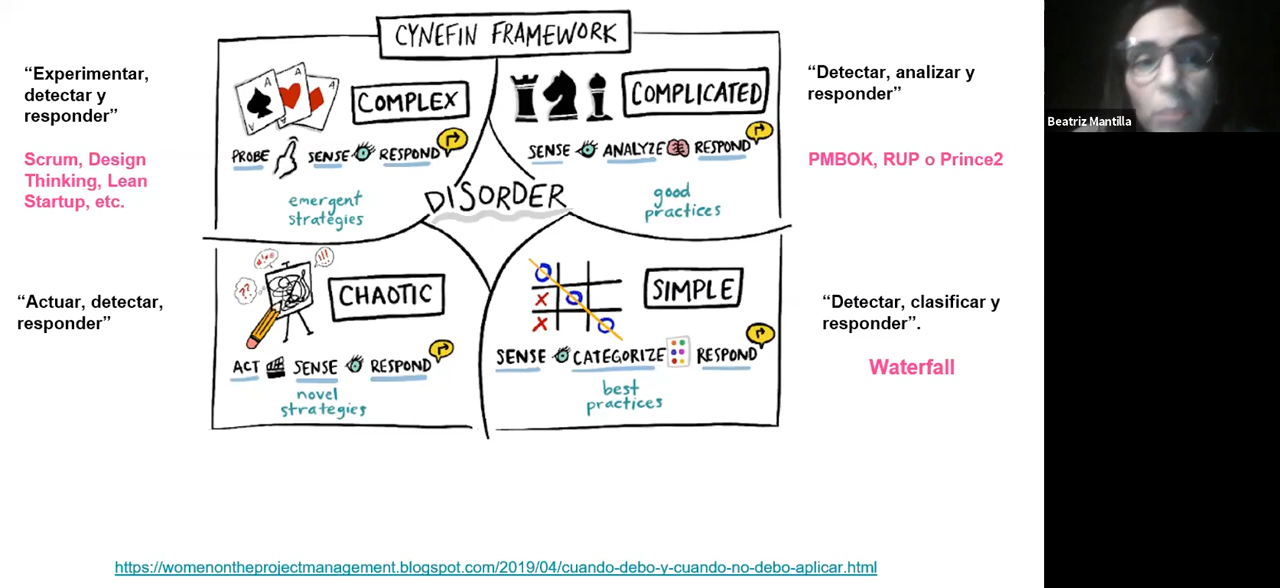 CYNEFIN FRAMEWORK
“Experimentar,
detectar y
responder”
Scrum, Design
Thinking, Lean
Startup, etc.
A
A
A
A
COMPLEX
PROBE SENSE RESPOND
emergent
strategies
COMPLICATED
SENSE ANALYZE RESPOND
good
practices
“Detectar, analizar y
responder”
PMBOK, RUP o Prince2
Beatriz Mantilla
DISORDER
“Actuar, detectar,
responder”
??
!!!
CHAOTIC
ACT SENSE RESPOND
novel
strategies
O
X O
X O
SIMPLE
SENSE CATEGORIZE RESPOND
best
practices
“Detectar, clasificar y
responder”.
Waterfall
https://womenontheprojectmanagement.blogspot.com/2019/04/cuando-debo-y-cuando-no-debo-aplicar.html